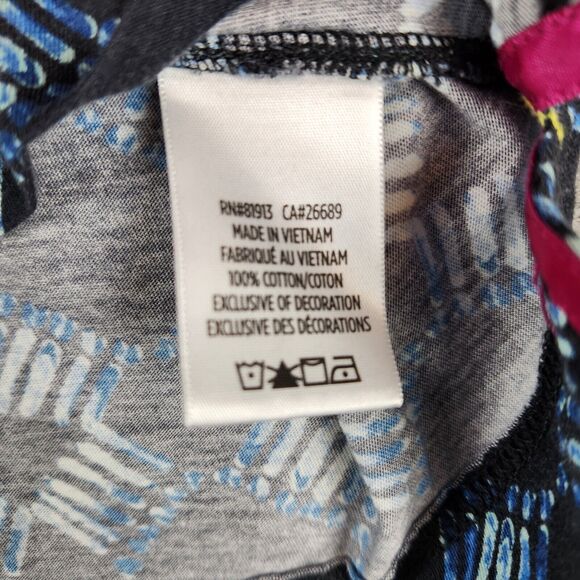 RN#81913 CA#26689
MADE IN VIETNAM
FABRIQUÉ AU VIETNAM
100% COTTON/COTON
EXCLUSIVE OF DECORATION
EXCLUSIVE DES DÉCORATIONS